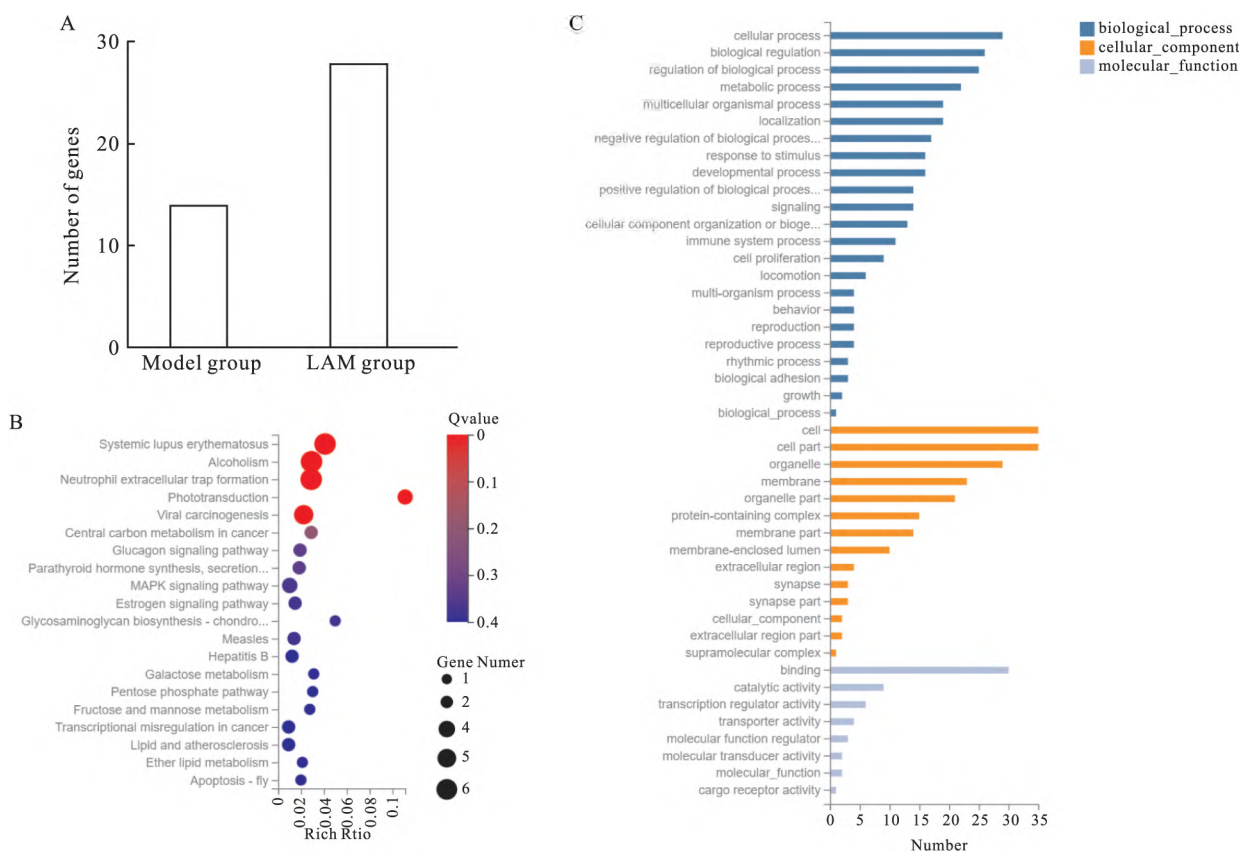 A
30
20
10
0
Number of genes
Model group
LAM group
B
Systemic lupus erythematosus
Alcoholism
Neutrophil extracellular trap formation
Phototransduction
Viral carcinogenesis
Central carbon metabolism in cancer
Glucagon signaling pathway
Parathyroid hormone synthesis, secretion...
MAPK signaling pathway
Estrogen signaling pathway
Glycosaminoglycan biosynthesis - chondro...
Measles
Hepatitis B
Galactose metabolism
Pentose phosphate pathway
Fructose and mannose metabolism
Transcriptional misregulation in cancer
Lipid and atherosclerosis
Ether lipid metabolism
Apoptosis - fly
0
0.02
0.04
0.06
0.08
0.1
Rich Rtio
Qvalue
0
0.1
0.2
0.3
0.4
Gene Numer
1
2
4
5
6
C
cellular process
biological regulation
regulation of biological process
metabolic process
multicellular organismal process
localization
negative regulation of biological proces...
response to stimulus
developmental process
positive regulation of biological proces...
signaling
cellular component organization or bioge...
immune system process
cell proliferation
locomotion
multi-organism process
behavior
reproduction
reproductive process
rhythmic process
biological adhesion
growth
biological_process
cell
cell part
organelle
membrane
organelle part
protein-containing complex
membrane part
membrane-enclosed lumen
extracellular region
synapse
synapse part
cellular_component
extracellular region part
supramolecular complex
binding
catalytic activity
transcription regulator activity
transporter activity
molecular function regulator
molecular transducer activity
molecular_function
cargo receptor activity
0 5 10 15 20 25 30 35
Number
biological_process
cellular_component
molecular_function